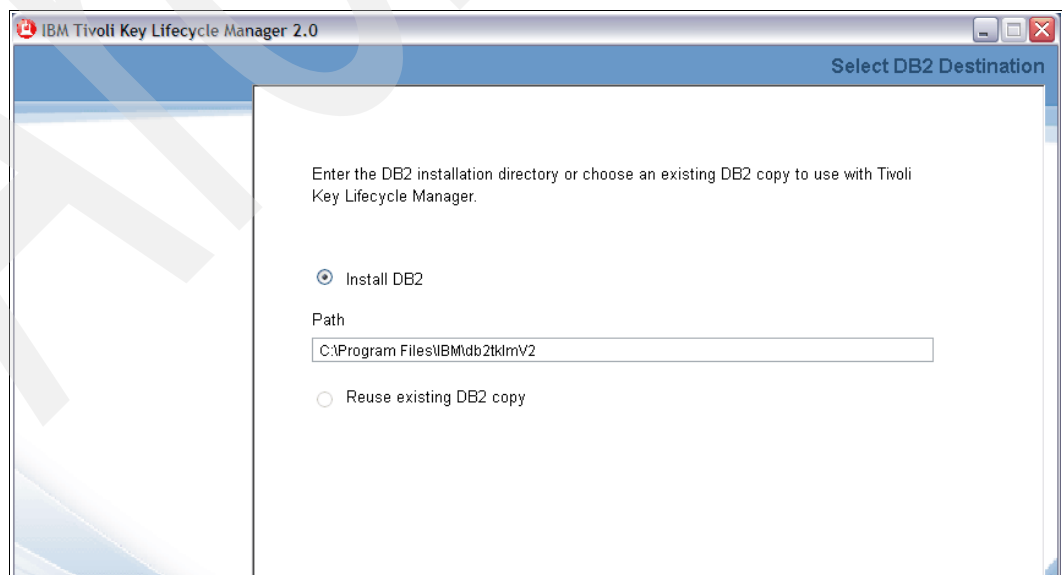 IBM Tivoli Key Lifecycle Manager 2.0
Select DB2 Destination
Enter the DB2 installation directory or choose an existing DB2 copy to use with Tivoli
Key Lifecycle Manager.
Install DB2
Path
C:\Program Files\IBM\db2tklmV2
Reuse existing DB2 copy